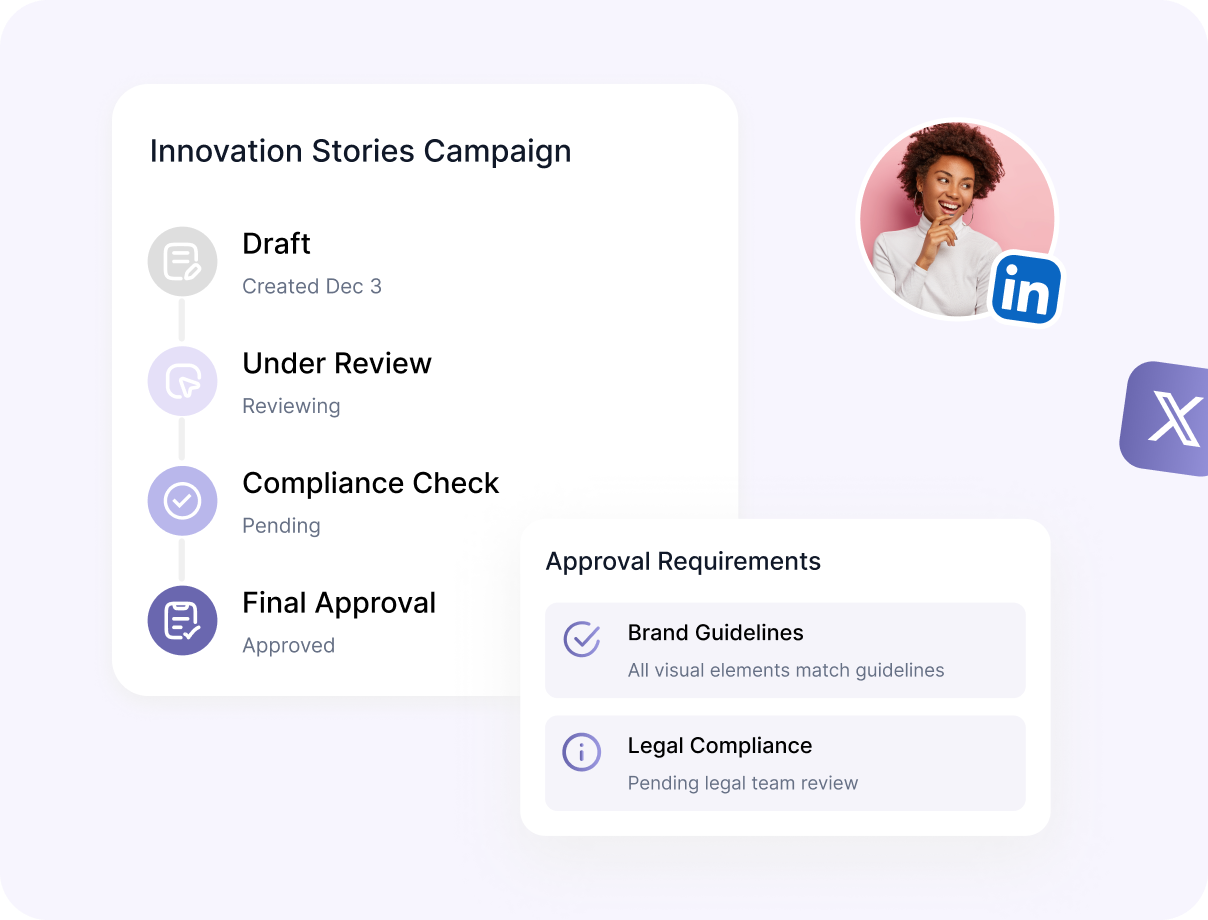 Innovation Stories Campaign
Draft
Created Dec 3
Under Review
Reviewing
Compliance Check
Pending
Final Approval
Approved
Approval Requirements
Brand Guidelines
All visual elements match guidelines
Legal Compliance
Pending legal team review
in
X